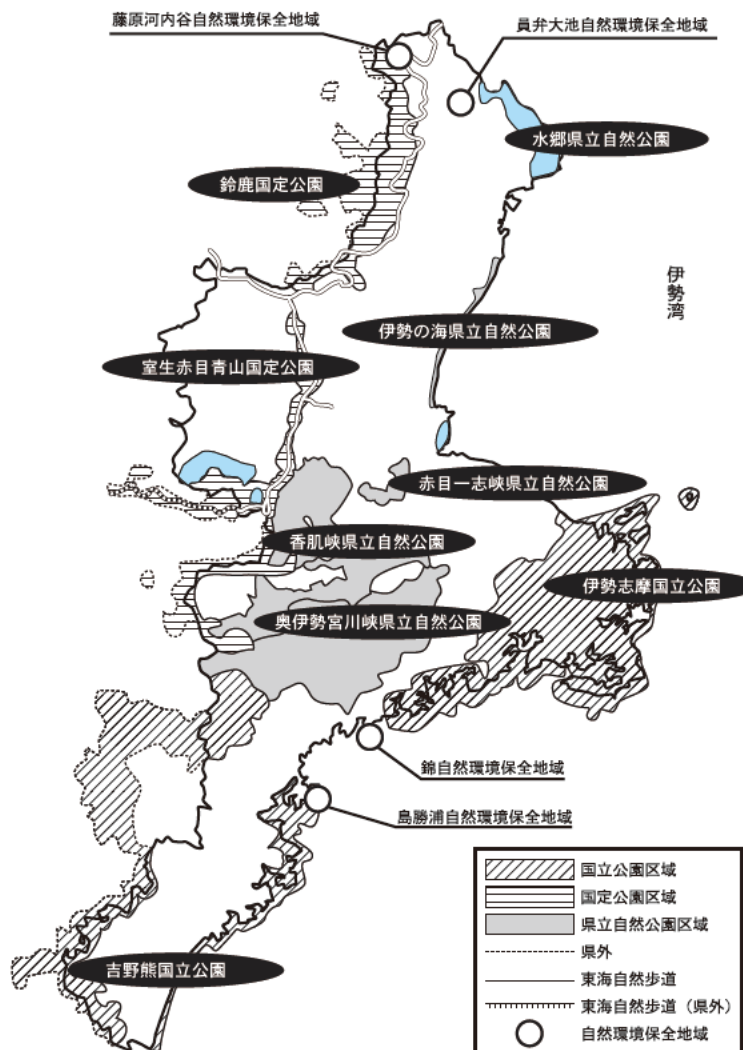 藤原河内谷自然環境保全地域
員弁大池自然環境保全地域
水郷県立自然公園
鈴鹿国定公園
伊勢湾
伊勢の海県立自然公園
室生赤目青山国定公園
赤目一志峡県立自然公園
香肌峡県立自然公園
伊勢志摩国立公園
奥伊勢宮川峡県立自然公園
錦自然環境保全地域
島勝浦自然環境保全地域
吉野熊国立公園
国立公園区域
国定公園区域
県立自然公園区域
県外
東海自然歩道
東海自然歩道（県外）
自然環境保全地域